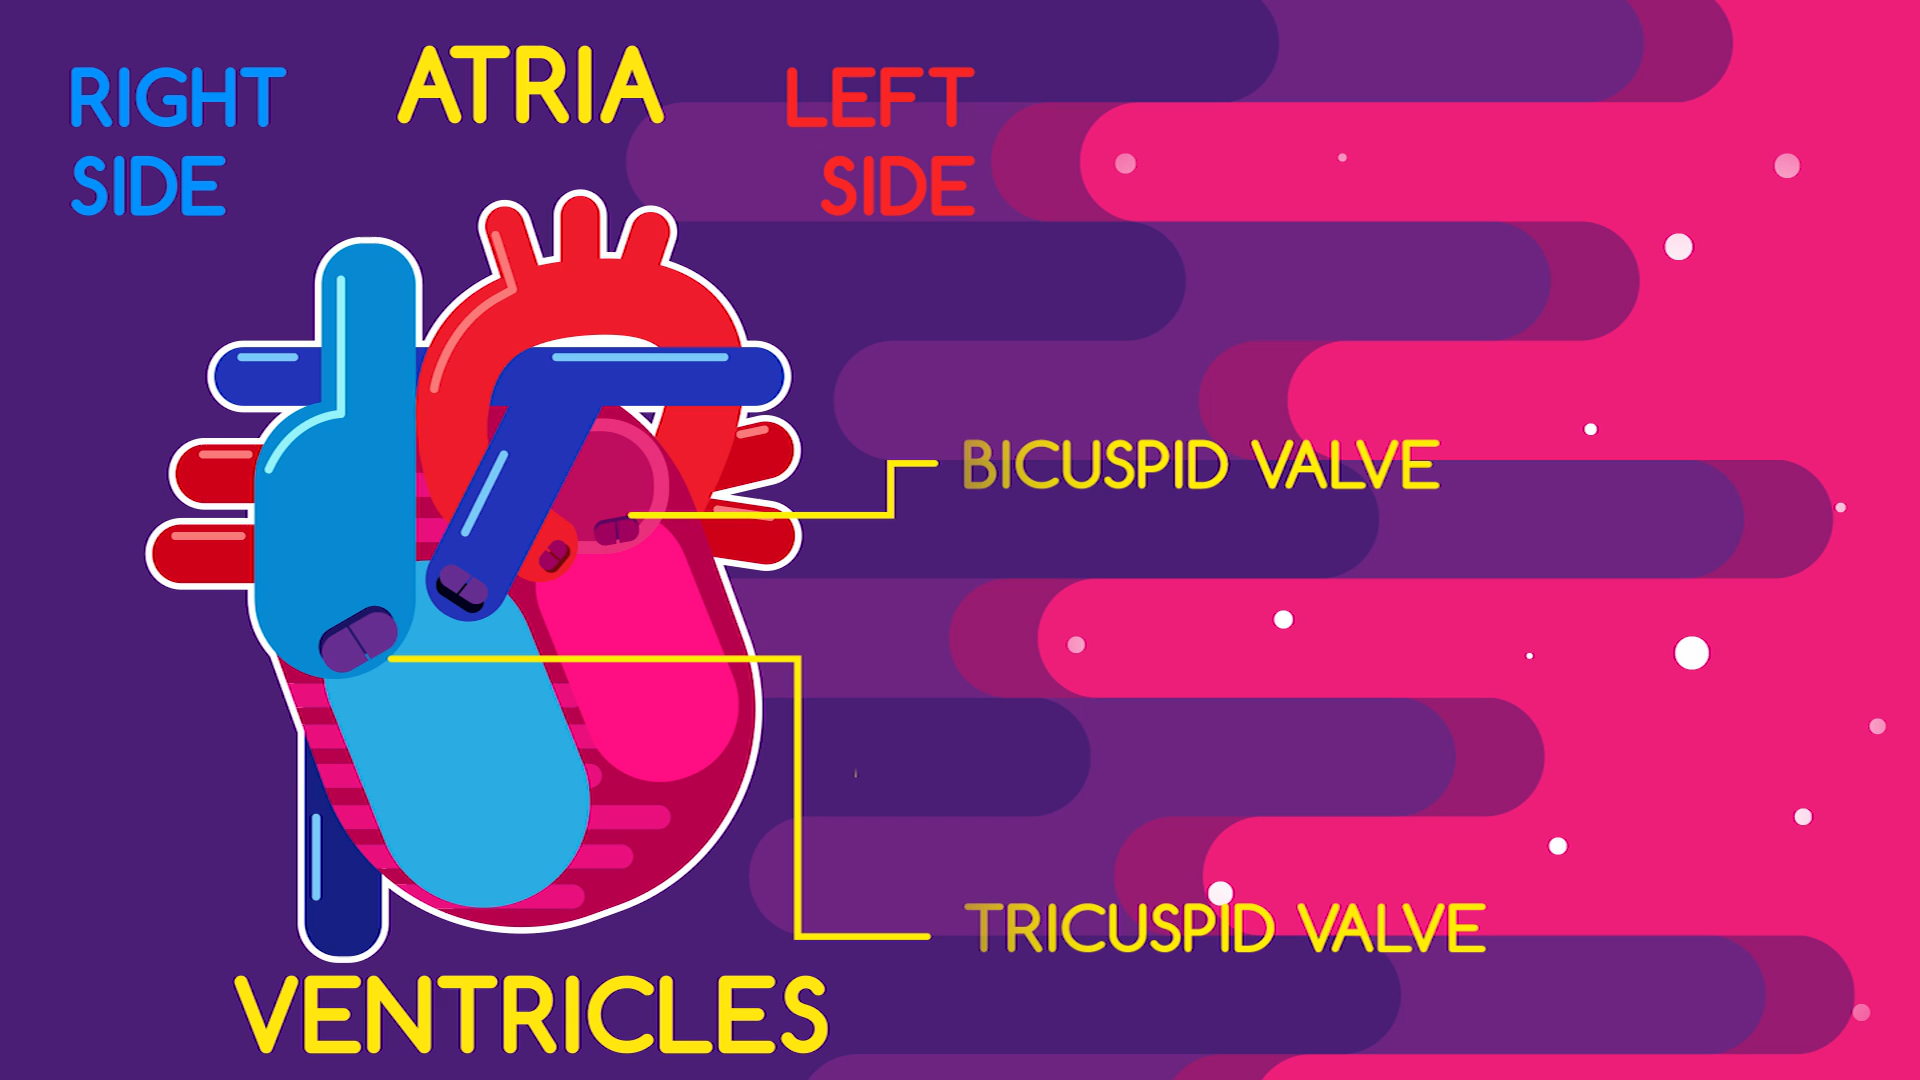 RIGHT
SIDE
ATRIA
LEFT
SIDE
BICUSPID VALVE
TRICUSPID VALVE
VENTRICLES